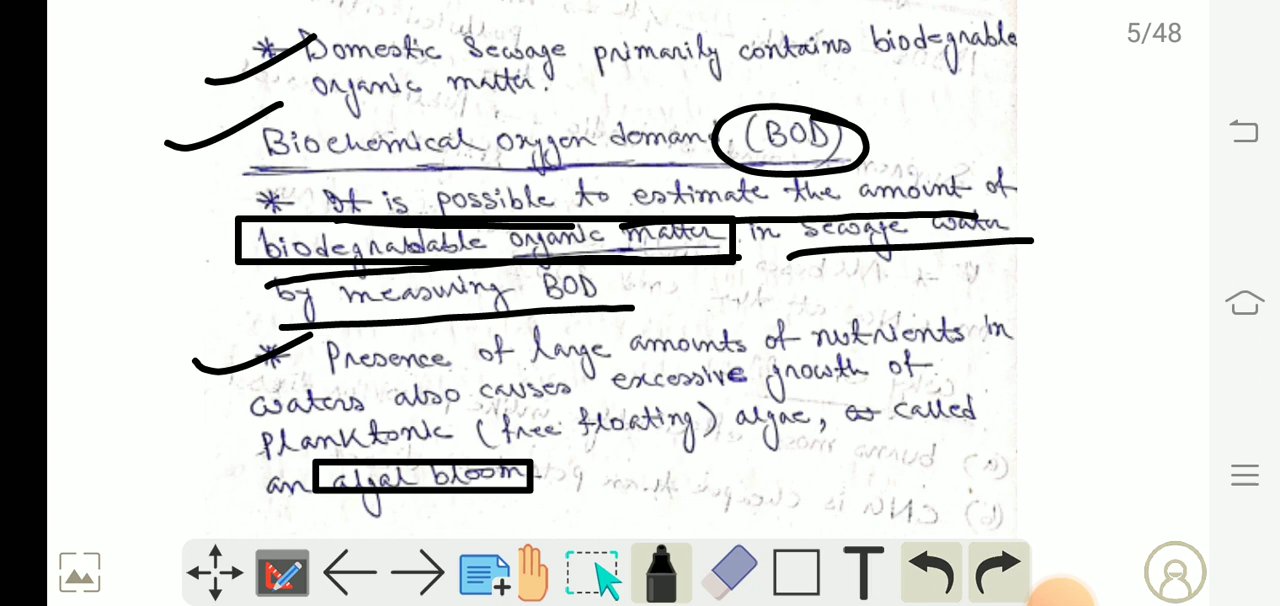 5/48
* Domestic Sewage primarily contains biodegrable
organic matter.
Biochemical oxygen deman (BOD)
* It is possible to estimate the amount of
biodegradable organic matter in sewage water
by measuring BOD
* Presence of large amounts of nutrients in
waters also causes excessive growth of
planktonic (free floating) algae, called
an algal bloom
T